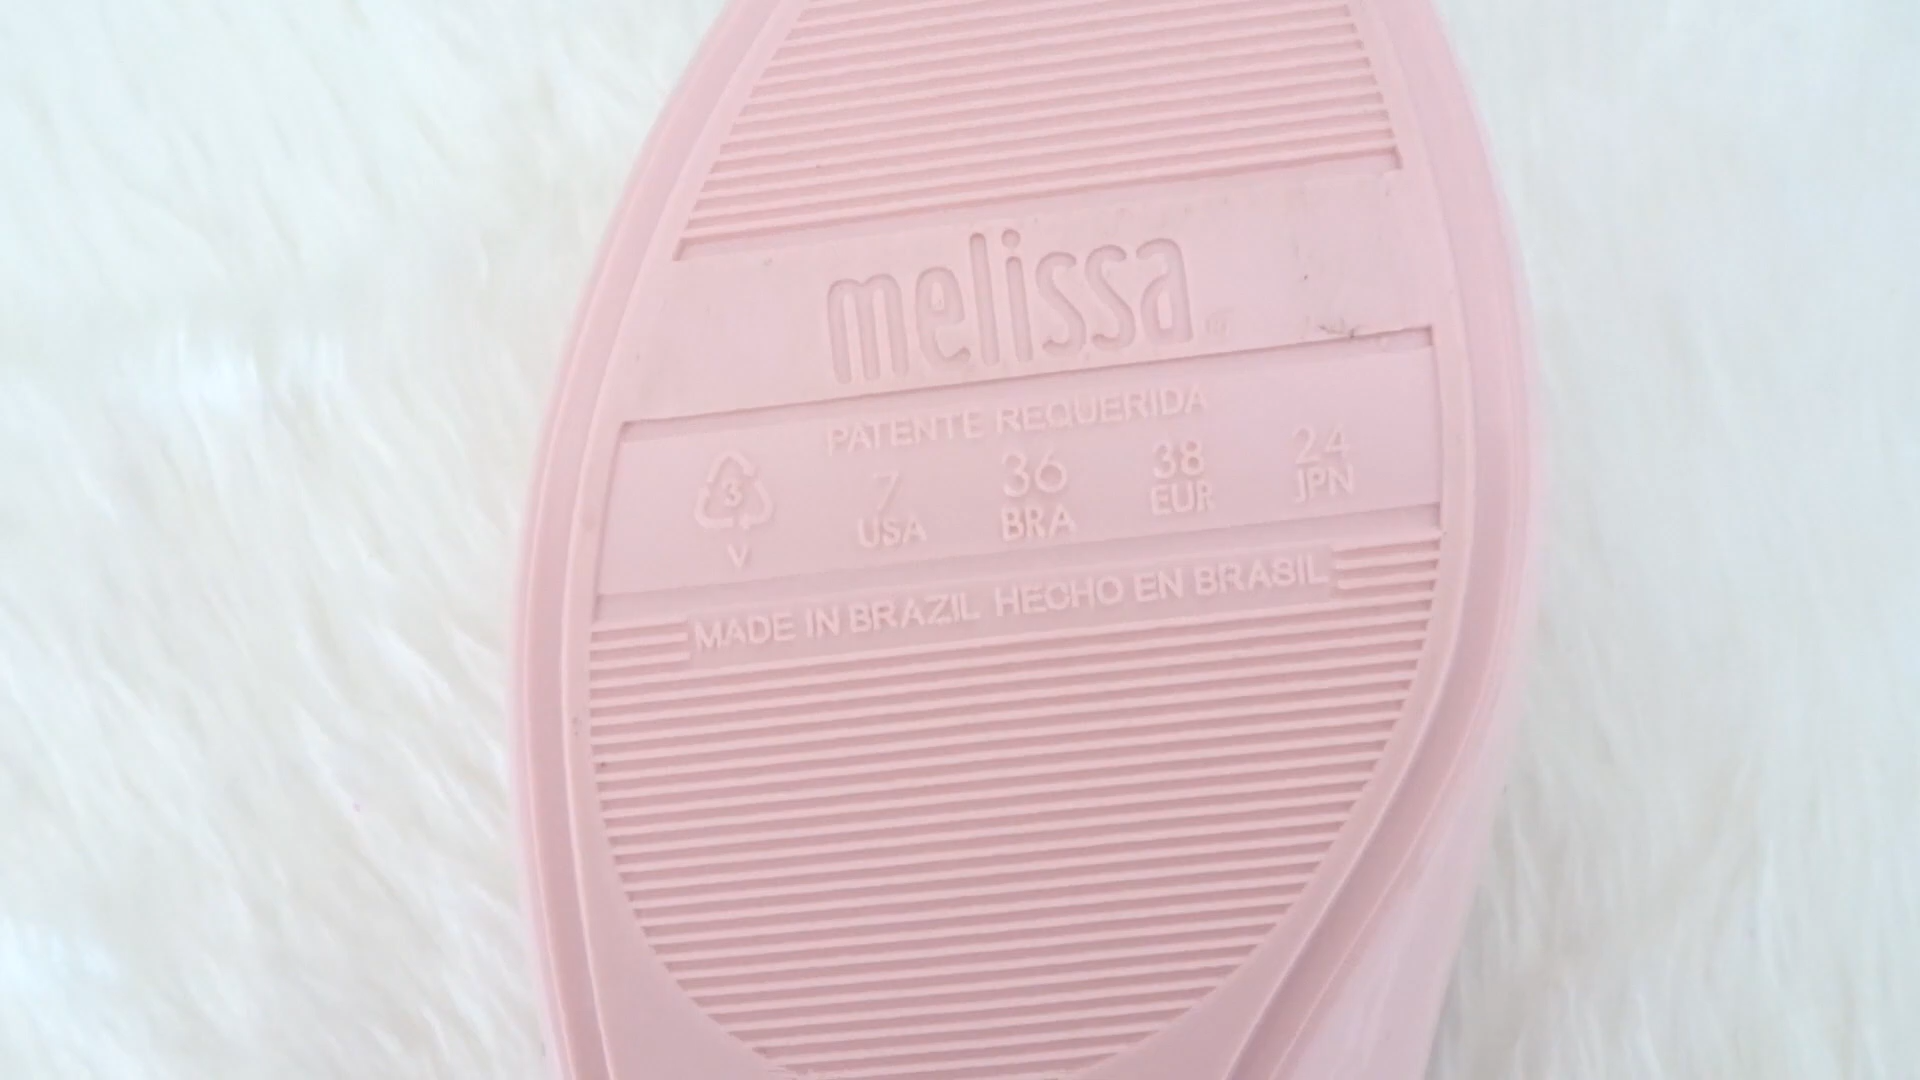 melissa
PATENTE REQUERIDA
3 7 36 38 24
V USA BRA EUR JPN
MADE IN BRAZIL HECHO EN BRASIL